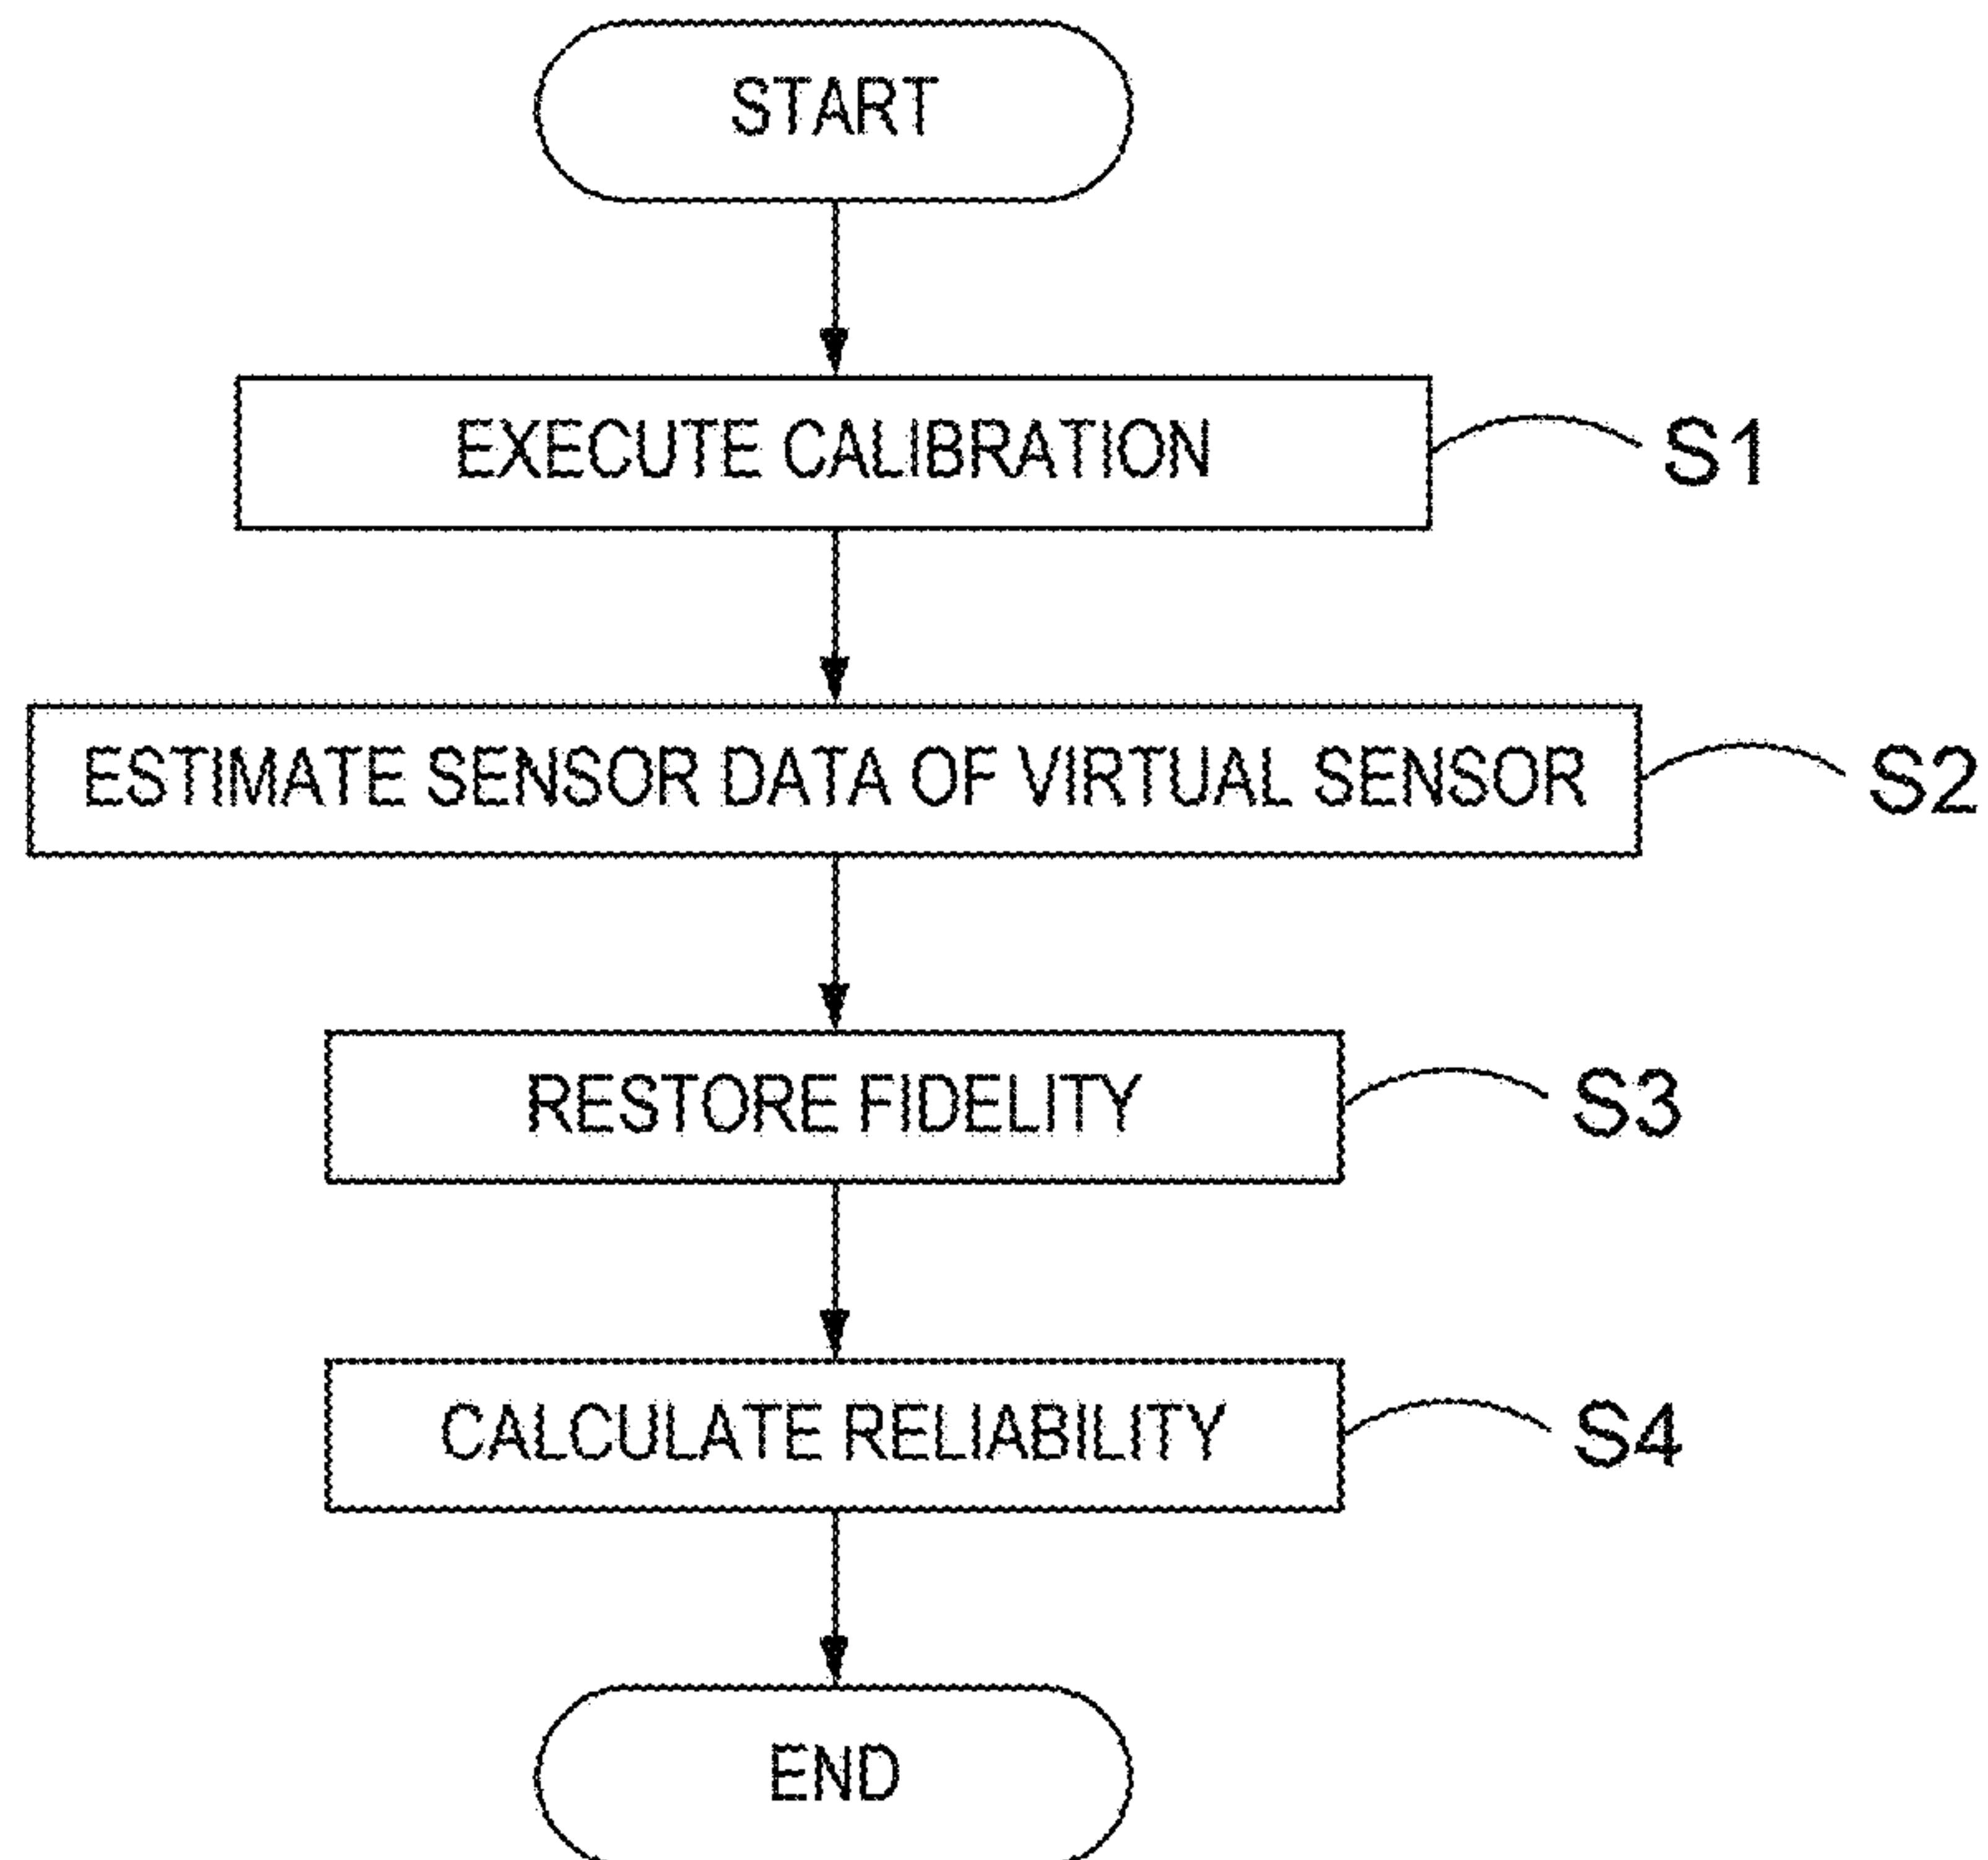 START
EXECUTE CALIBRATION
S1
ESTIMATE SENSOR DATA OF VIRTUAL SENSOR
S2
RESTORE FIDELITY
S3
CALCULATE RELIABILITY
S4
END